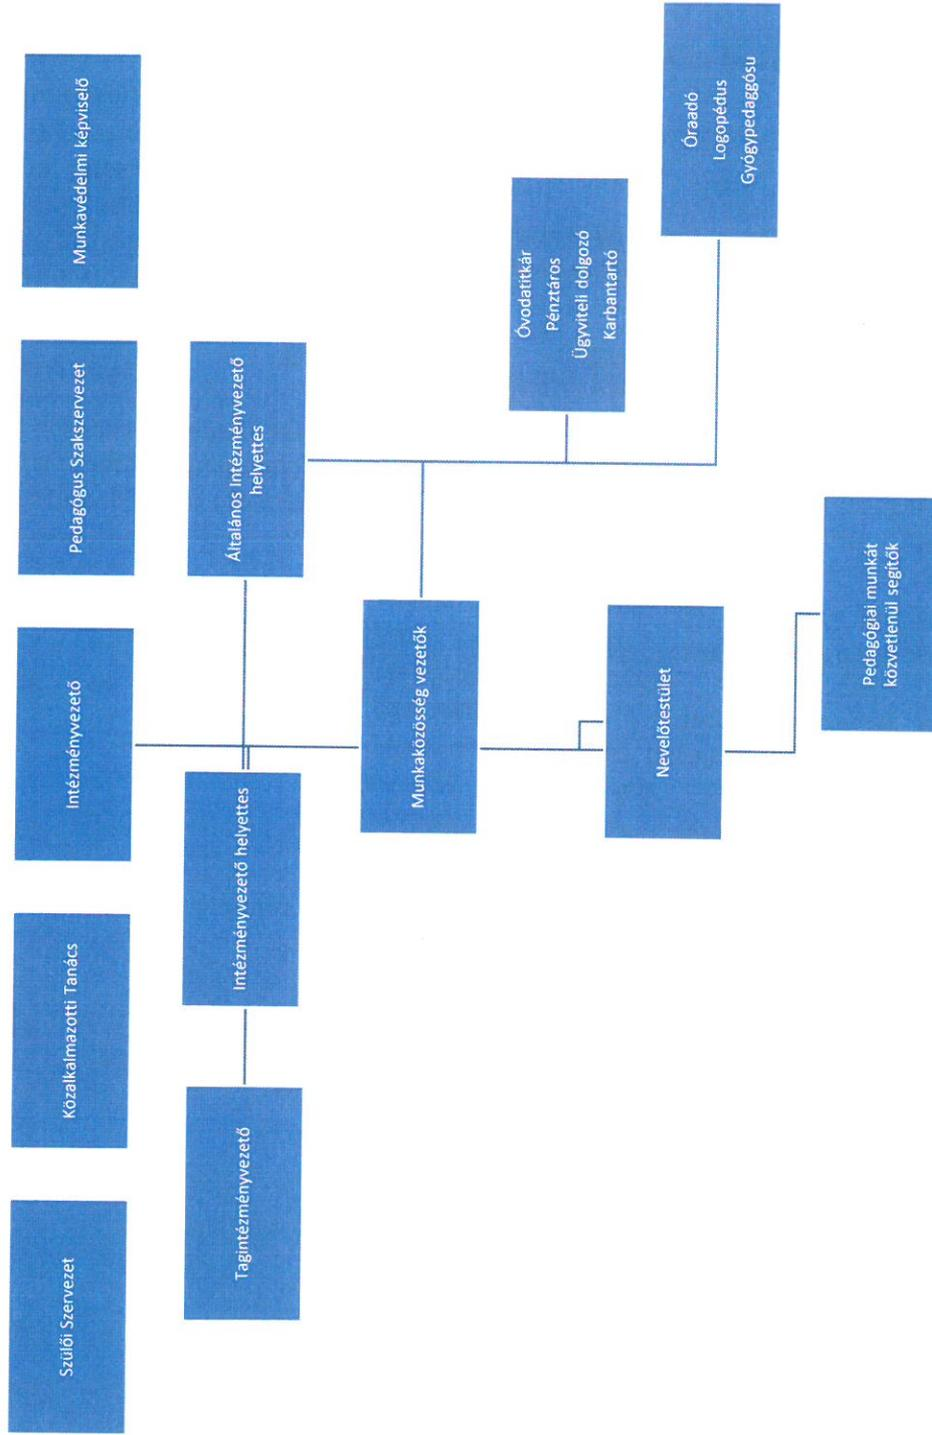 Szülői Szervezet
Közalkalmazotti Tanács
Intézményvezető
Pedagógus Szakszervezet
Munkavédelmi képviselő
Tagintézményvezető
Intézményvezető helyettes
Általános Intézményvezető
helyettes
Munkaközösség vezetők
Óvodatitkár
Pénztáros
Ügyviteli dolgozó
Karbantartó
Nevelőtestület
Óraadó
Logopédus
Gyógypedaggósu
Pedagógiai munkát
közvetlenül segítők